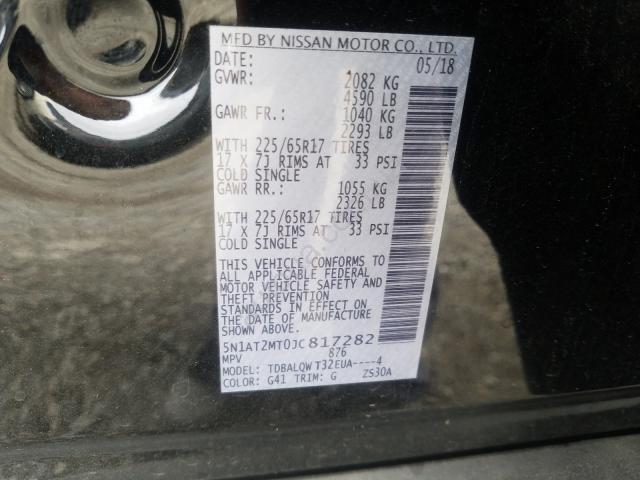 MFD BY NISSAN MOTOR CO., LTD.
DATE: 05/18
GVWR: 2082 KG
4590 LB
GAWR FR.: 1040 KG
2293 LB
WITH 225/65R17 TIRES
17 X 7J RIMS AT 33 PSI
COLD SINGLE
GAWR RR.: 1055 KG
2326 LB
WITH 225/65R17 TIRES
17 X 7J RIMS AT 33 PSI
COLD SINGLE
THIS VEHICLE CONFORMS TO
ALL APPLICABLE FEDERAL
MOTOR VEHICLE SAFETY AND
THEFT PREVENTION
STANDARDS IN EFFECT ON
THE DATE OF MANUFACTURE
SHOWN ABOVE.
5N1AT2MT0JC817282
MPV 876
MODEL: TDBALQW T32EUA----4
COLOR: G41 TRIM: G ZS30A